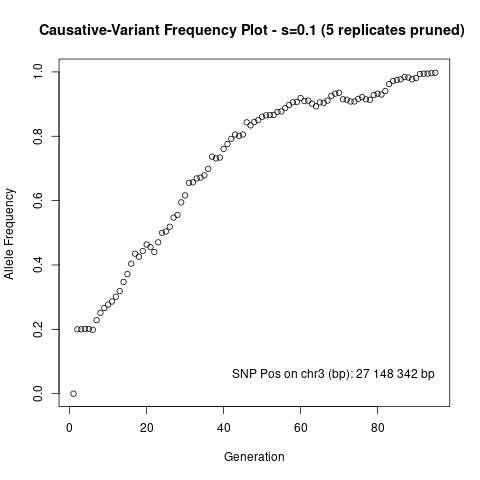 Causative-Variant Frequency Plot - s=0.1 (5 replicates pruned)
1.0
0.8
0.6
0.4
0.2
0.0
Allele Frequency
SNP Pos on chr3 (bp): 27 148 342 bp
0 20 40 60 80
Generation